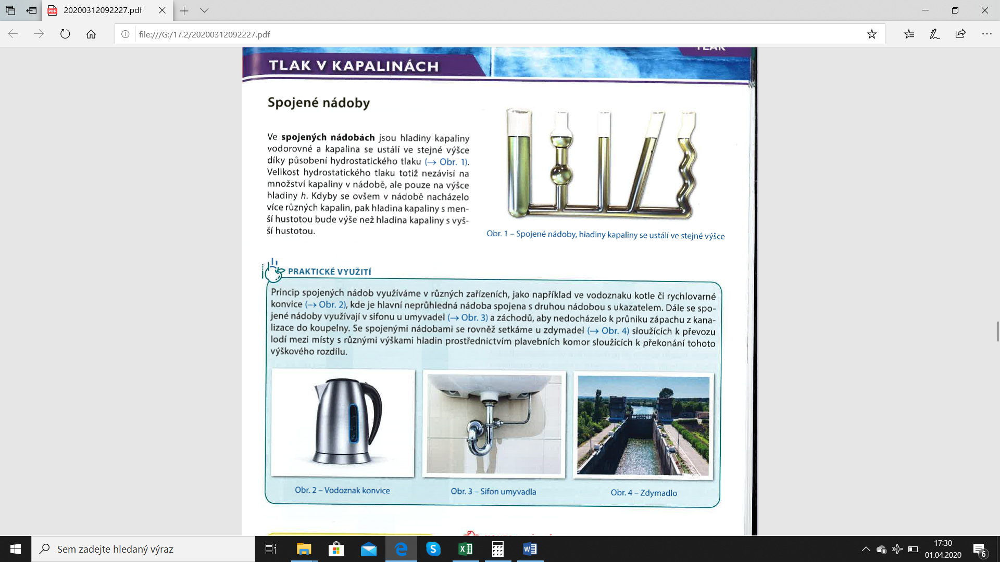 20200312092227.pdf
file:///G:/17.2/20200312092227.pdf
TLAK
TLAK V KAPALINÁCH
Spojené nádoby
Ve spojených nádobách jsou hladiny kapaliny
vodorovné a kapalina se ustálí ve stejné výšce
díky působení hydrostatického tlaku (→ Obr. 1).
Velikost hydrostatického tlaku totiž nezávisí na
množství kapaliny v nádobě, ale pouze na výšce
hladiny h. Kdyby se ovšem v nádobě nacházelo
více různých kapalin, pak hladina kapaliny s men-
ší hustotou bude výše než hladina kapaliny s vyš-
ší hustotou.
Obr. 1 – Spojené nádoby, hladiny kapaliny se ustálí ve stejné výšce
PRAKTICKÉ VYUŽITÍ
Princip spojených nádob využíváme v různých zařízeních, jako například ve vodoznaku kotle či rychlovarné
konvice (→ Obr. 2), kde je hlavní neprůhledná nádoba spojena s druhou nádobou s ukazatelem. Dále se spo-
jené nádoby využívají v sifonu u umyvadel (→ Obr. 3) a záchodů, aby nedocházelo k průniku zápachu z kana-
lizace do koupelny. Se spojenými nádobami se rovněž setkáme u zdymadel (→ Obr. 4) sloužících k převozu
lodí mezi místy s různými výškami hladin prostřednictvím plavebních komor sloužících k překonání tohoto
výškového rozdílu.
Obr. 2 – Vodoznak konvice
Obr. 3 – Sifon umyvadla
Obr. 4 – Zdymadlo
Sem zadejte hledaný výraz
17:30
01.04.2020
6